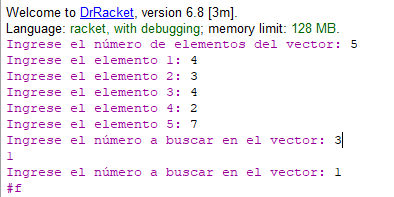 Welcome to DrRacket, version 6.8 [3m].
Language: racket, with debugging; memory limit: 128 MB.
Ingrese el número de elementos del vector: 5
Ingrese el elemento 1: 4
Ingrese el elemento 2: 3
Ingrese el elemento 3: 4
Ingrese el elemento 4: 2
Ingrese el elemento 5: 7
Ingrese el número a buscar en el vector: 3
1
Ingrese el número a buscar en el vector: 1
#f